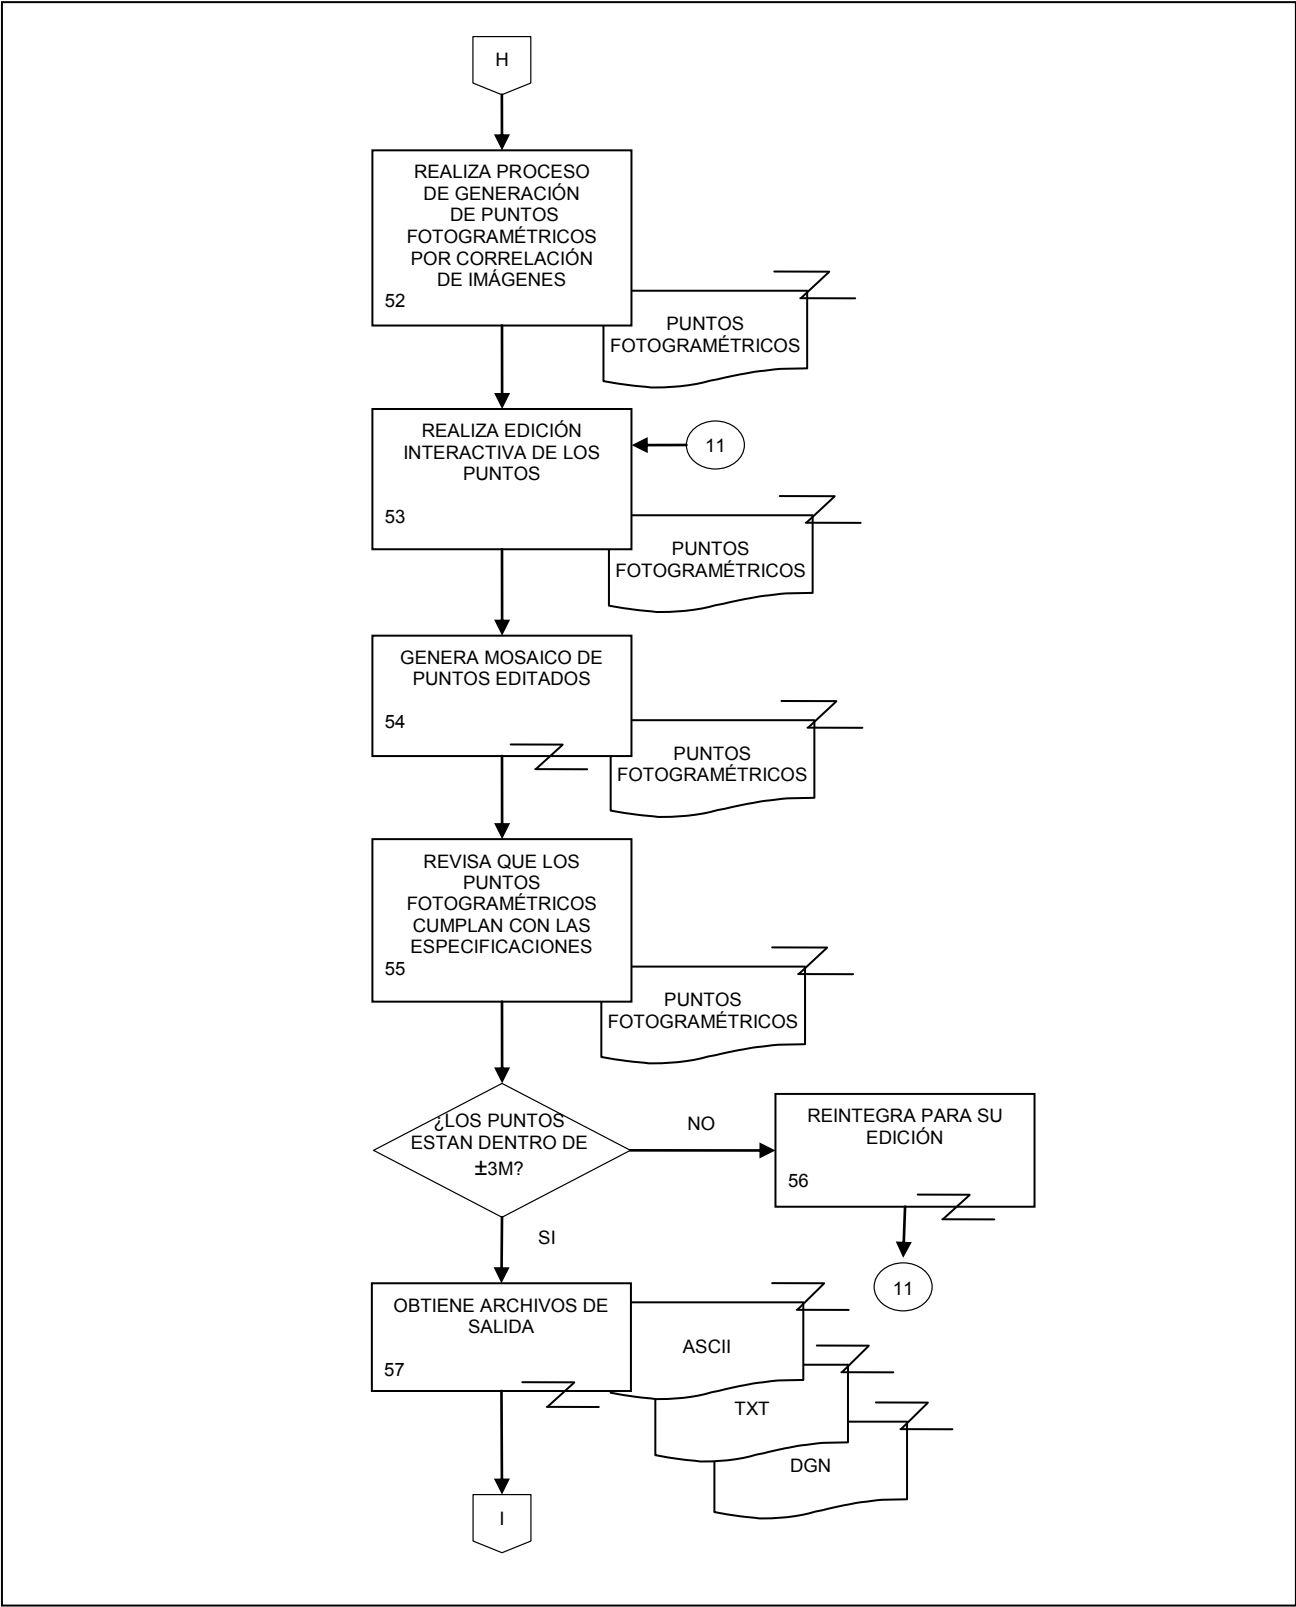 H
REALIZA PROCESO
DE GENERACIÓN
DE PUNTOS
FOTOGRAMÉTRICOS
POR CORRELACIÓN
DE IMÁGENES
52
PUNTOS
FOTOGRAMÉTRICOS
REALIZA EDICIÓN
INTERACTIVA DE LOS
PUNTOS
53
11
PUNTOS
FOTOGRAMÉTRICOS
GENERA MOSAICO DE
PUNTOS EDITADOS
54
PUNTOS
FOTOGRAMÉTRICOS
REVISA QUE LOS
PUNTOS
FOTOGRAMÉTRICOS
CUMPLAN CON LAS
ESPECIFICACIONES
55
PUNTOS
FOTOGRAMÉTRICOS
¿LOS PUNTOS
ESTAN DENTRO DE
±3M?
NO
REINTEGRA PARA SU
EDICIÓN
56
11
SI
OBTIENE ARCHIVOS DE
SALIDA
57
ASCII
TXT
DGN
I